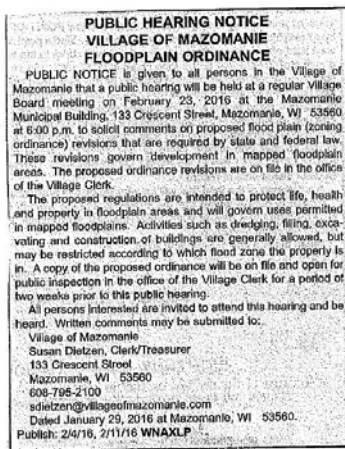 PUBLIC HEARING NOTICE
VILLAGE OF MAZOMANIE
FLOODPLAIN ORDINANCE
PUBLIC NOTICE is given to all persons in the Village of
Mazomanie that a public hearing will be held at a regular Village
Board meeting on February 23, 2016 at the Mazomanie
Municipal Building, 133 Crescent Street, Mazomanie, WI 53560
at 6:00 p.m. to solicit comments on proposed flood plain (zoning
ordinance) revisions that are required by state and federal law.
These revisions govern development in mapped floodplain
areas. The proposed ordinance revisions are on file in the office
of the Village Clerk.
The proposed regulations are intended to protect life, health
and property in floodplain areas and will govern uses permitted
in mapped floodplains. Activities such as dredging, filling, exca-
vating and construction of buildings are generally allowed, but
may be restricted according to which flood zone the property is
in. A copy of the proposed ordinance will be on file and open for
public inspection in the office of the Village Clerk for a period of
two weeks prior to this public hearing.
All persons interested are invited to attend this hearing and be
heard. Written comments may be submitted to:
Village of Mazomanie
Susan Dietzen, Clerk/Treasurer
133 Crescent Street
Mazomanie, WI 53560
608-795-2100
sdietzen@villageofmazomanie.com
Dated January 29, 2016 at Mazomanie, WI 53560.
Publish: 2/4/16, 2/11/16 WNAXLP